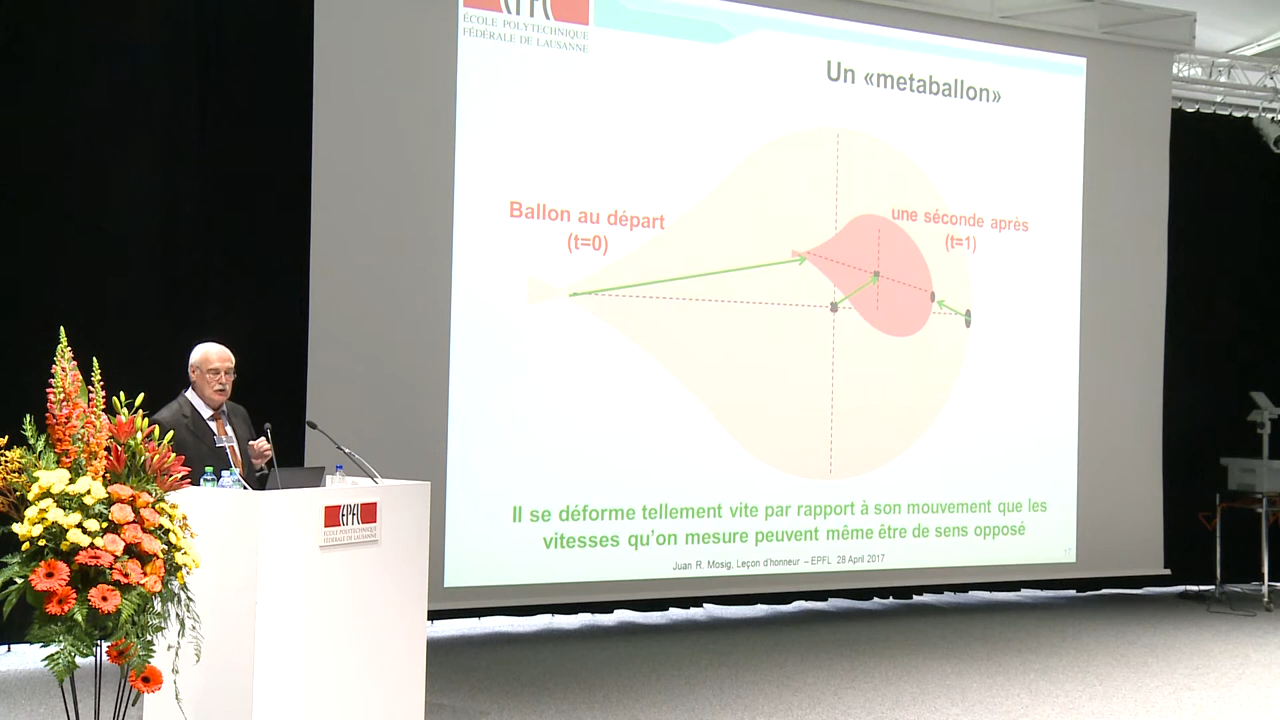 EPFL
ÉCOLE POLYTECHNIQUE
FÉDÉRALE DE LAUSANNE
Un «metaballon»
Ballon au départ
(t=0)
une séconde après
(t=1)
Il se déforme tellement vite par rapport à son mouvement que les
vitesses qu'on mesure peuvent même être de sens opposé
Juan R. Mosig, Leçon d'honneur – EPFL 28 April 2017
17
EPFL
ÉCOLE POLYTECHNIQUE
FÉDÉRALE DE LAUSANNE